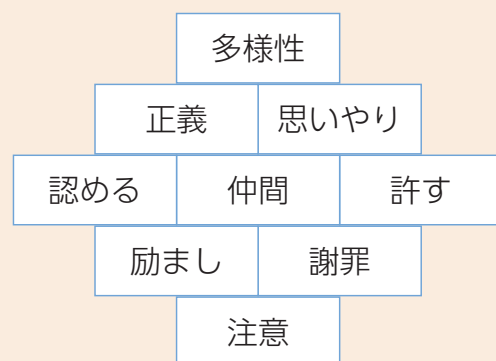 多様性
正義 思いやり
認める 仲間 許す
励まし 謝罪
注意